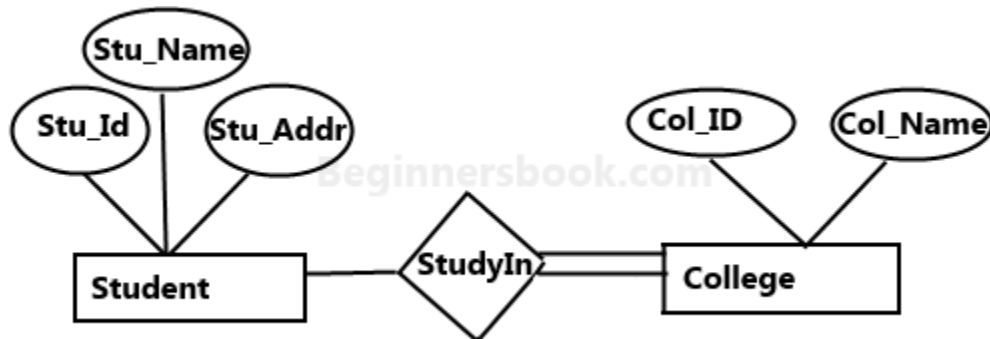 Stu_Name
Stu_Id
Stu_Addr
Col_ID
Col_Name
Beginnersbook.com
StudyIn
Student
College